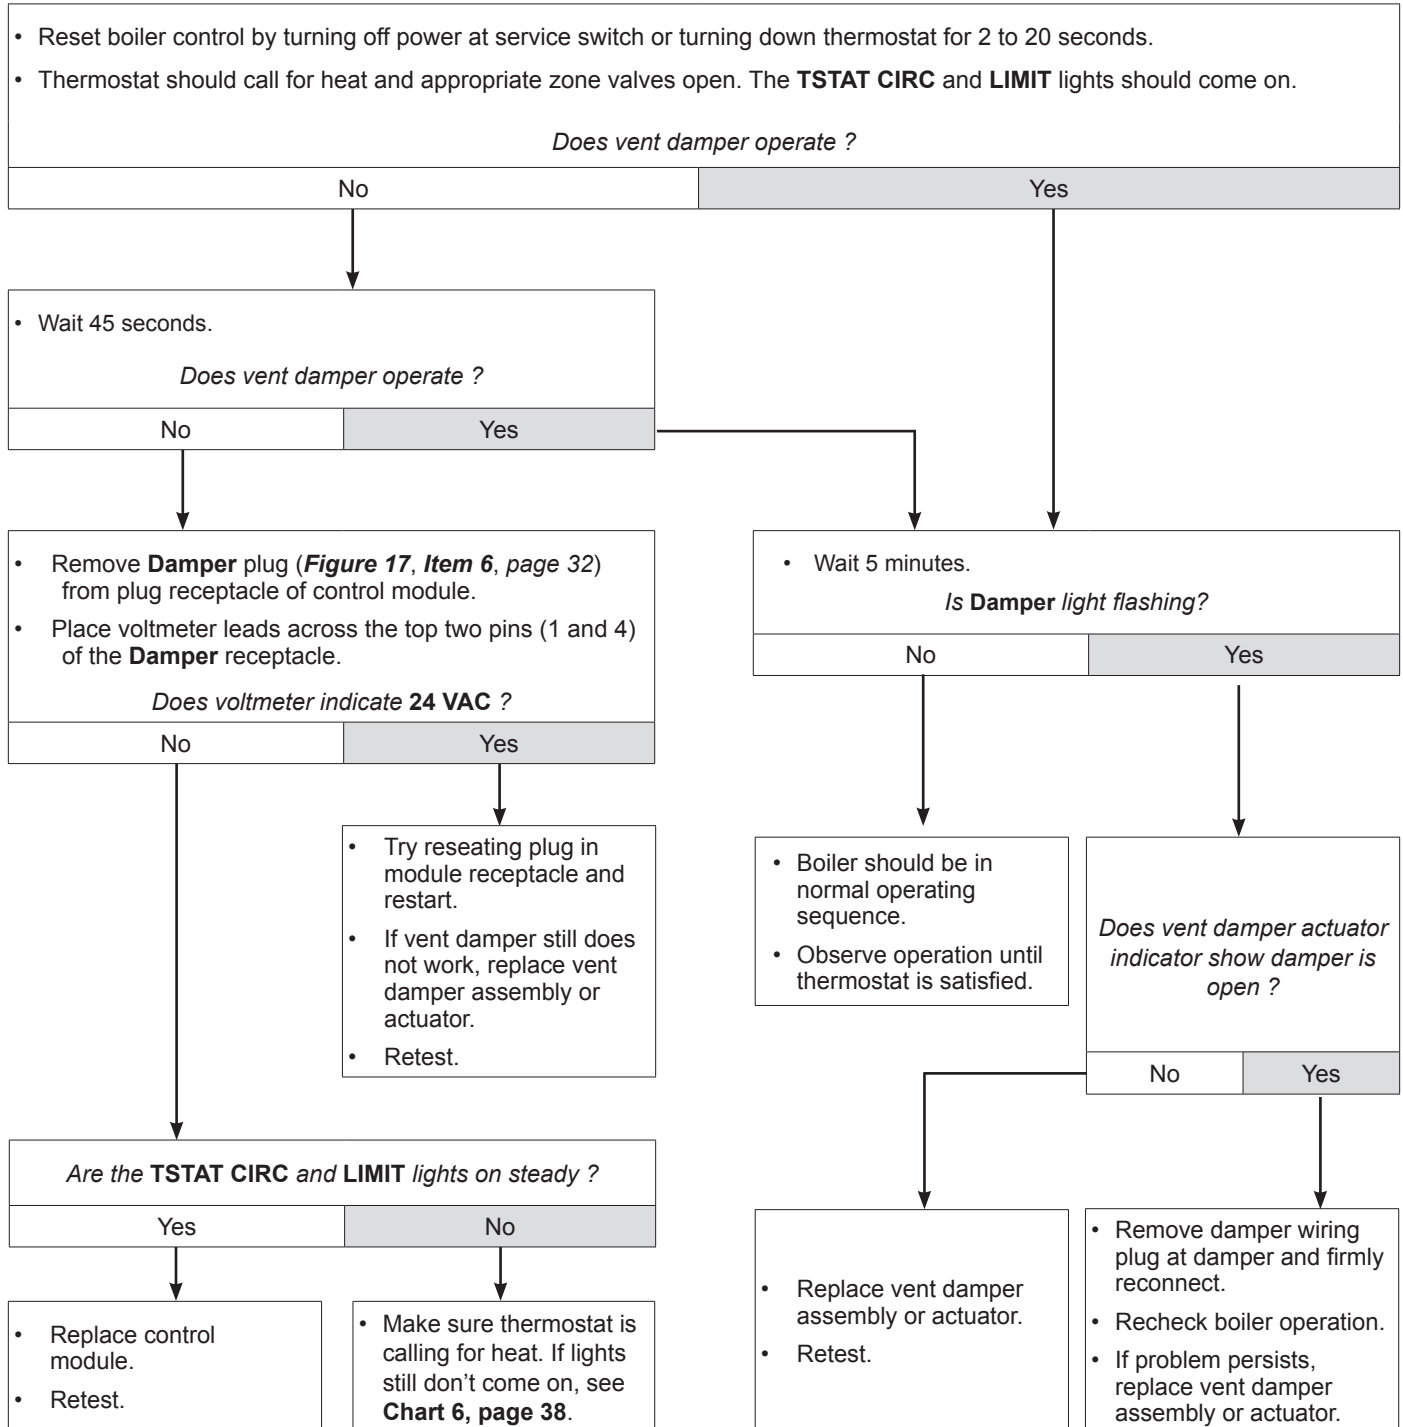 • Reset boiler control by turning off power at service switch or turning down thermostat for 2 to 20 seconds.
• Thermostat should call for heat and appropriate zone valves open. The TSTAT CIRC and LIMIT lights should come on.
Does vent damper operate ?
No
Yes
• Wait 45 seconds.
Does vent damper operate ?
No
Yes
• Remove Damper plug (Figure 17, Item 6, page 32)
from plug receptacle of control module.
• Place voltmeter leads across the top two pins (1 and 4)
of the Damper receptacle.
Does voltmeter indicate 24 VAC ?
No
Yes
• Wait 5 minutes.
Is Damper light flashing?
No
Yes
• Try reseating plug in
module receptacle and
restart.
• If vent damper still does
not work, replace vent
damper assembly or
actuator.
• Retest.
• Boiler should be in
normal operating
sequence.
• Observe operation until
thermostat is satisfied.
Does vent damper actuator
indicator show damper is
open ?
No
Yes
Are the TSTAT CIRC and LIMIT lights on steady ?
Yes
No
• Replace control
module.
• Retest.
• Make sure thermostat is
calling for heat. If lights
still don't come on, see
Chart 6, page 38.
• Replace vent damper
assembly or actuator.
• Retest.
• Remove damper wiring
plug at damper and firmly
reconnect.
• Recheck boiler operation.
• If problem persists,
replace vent damper
assembly or actuator.